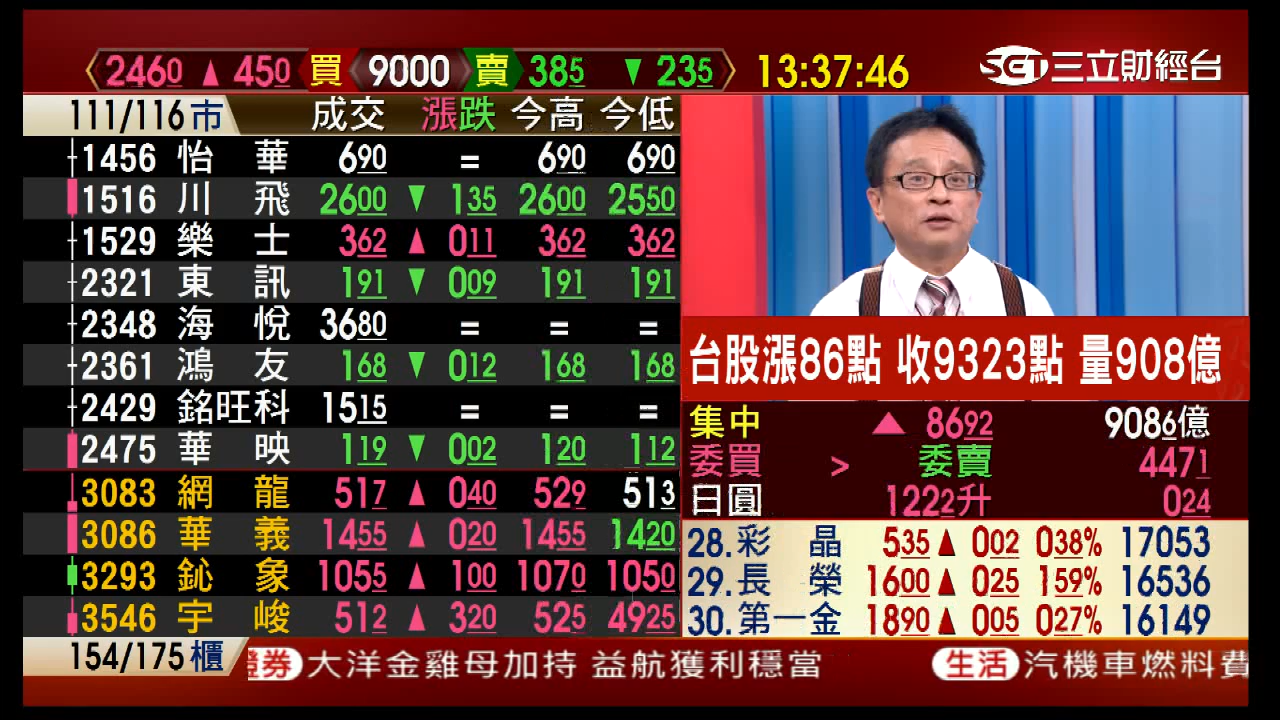 2460 ▲ 450 買 9000 賣 385 ▼ 235 13:37:46 三立財經台
111/116市 成交 漲跌 今高 今低
1456 怡華 690 = 690 690
1516 川飛 2600 ▼ 135 2600 2550
1529 樂士 362 ▲ 011 362 362
2321 東訊 191 ▼ 009 191 191
2348 海悅 3680 = = =
2361 鴻友 168 ▼ 012 168 168
2429 銘旺科 1515 = = =
2475 華映 119 ▼ 002 120 112
3083 網龍 517 ▲ 040 529 513
3086 華義 1455 ▲ 020 1455 1420
3293 鈊象 1055 ▲ 100 1070 1050
3546 宇峻 512 ▲ 320 525 4925
154/175櫃
台股漲86點 收9323點 量908億
集中 ▲ 8692 9086億
委買 > 委賣 4471
日圓 1222升 024
28.彩晶 535 ▲ 002 038% 17053
29.長榮 1600 ▲ 025 159% 16536
30.第一金 1890 ▲ 005 027% 16149
證券 大洋金雞母加持 益航獲利穩當 生活 汽機車燃料費